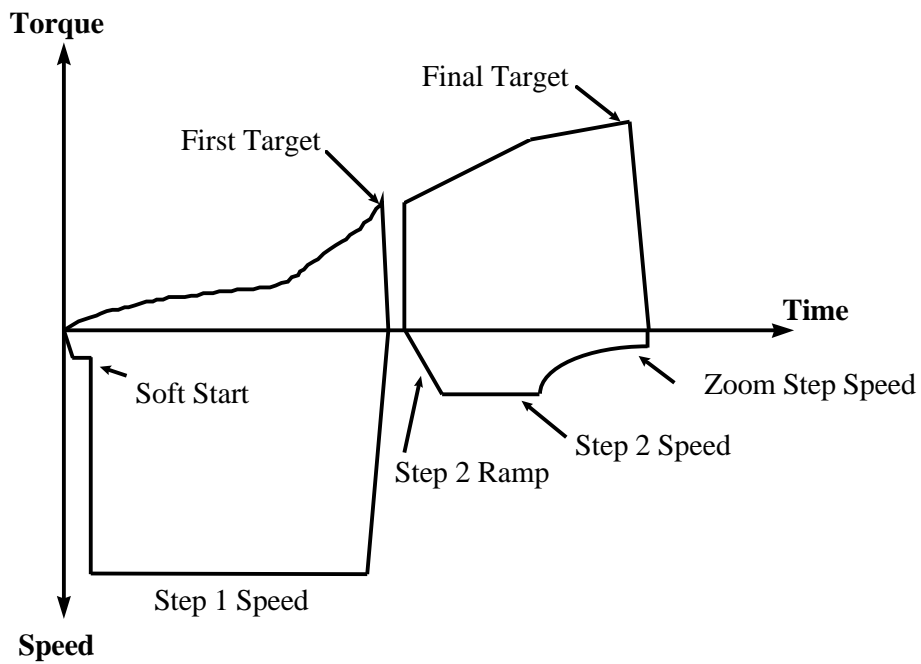 Torque
Final Target
First Target
Time
Soft Start
Zoom Step Speed
Step 2 Speed
Step 2 Ramp
Step 1 Speed
Speed